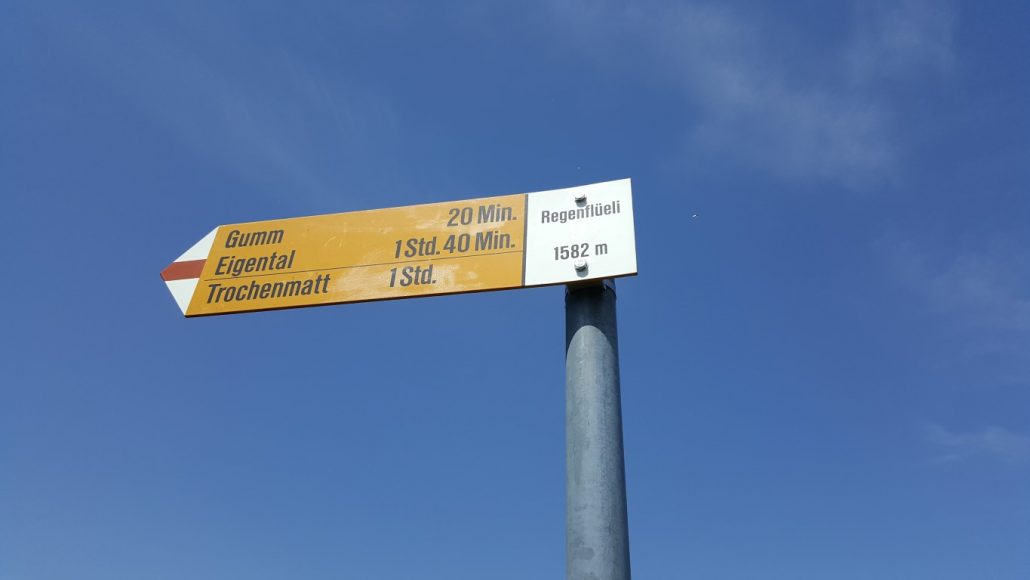 Gumm 20 Min.
Eigental 1 Std. 40 Min.
Trochenmatt 1 Std.
Regenflüeli
1582 m